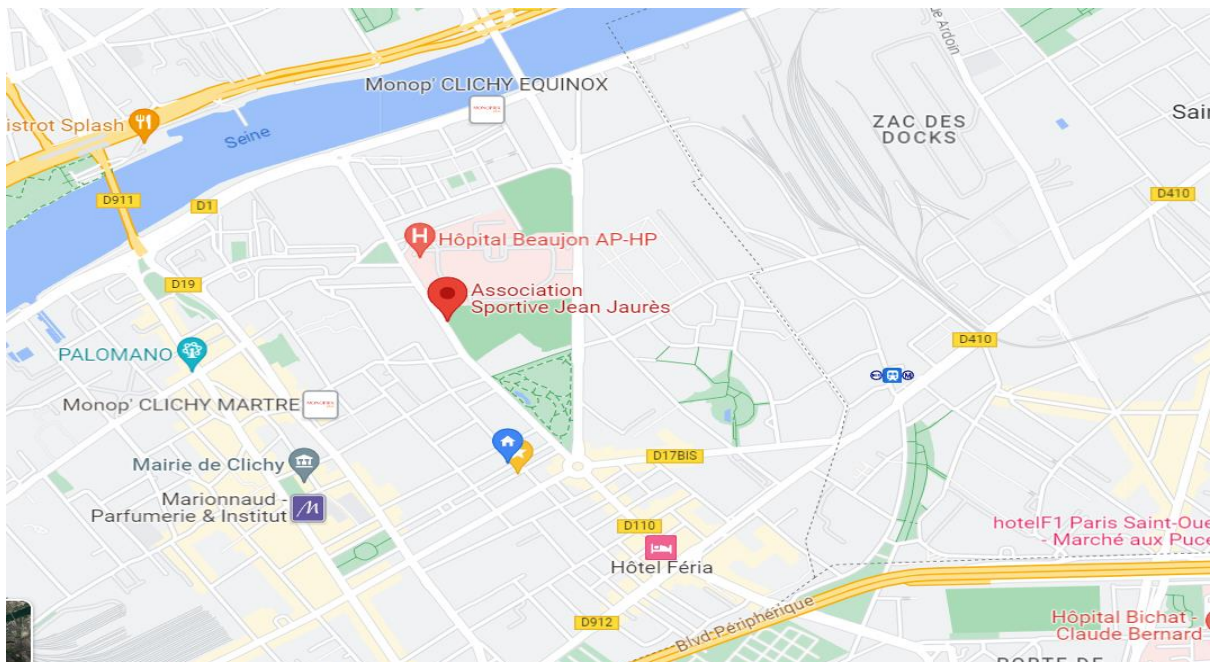 Monop' CLICHY EQUINOX
istrot Splash
Seine
ZAC DES
DOCKS
D911
D1
D410
Hôpital Beaujon AP-HP
Association
Sportive Jean Jaurès
D19
PALOMANO
D410
Monop' CLICHY MARTRE
Mairie de Clichy
D17BIS
Marionnaud -
Parfumerie & Institut
D110
hotelF1 Paris Saint-Oue
- Marché aux Puce
Hôtel Féria
D912
Blvd Périphérique
Hôpital Bichat -
Claude Bernard